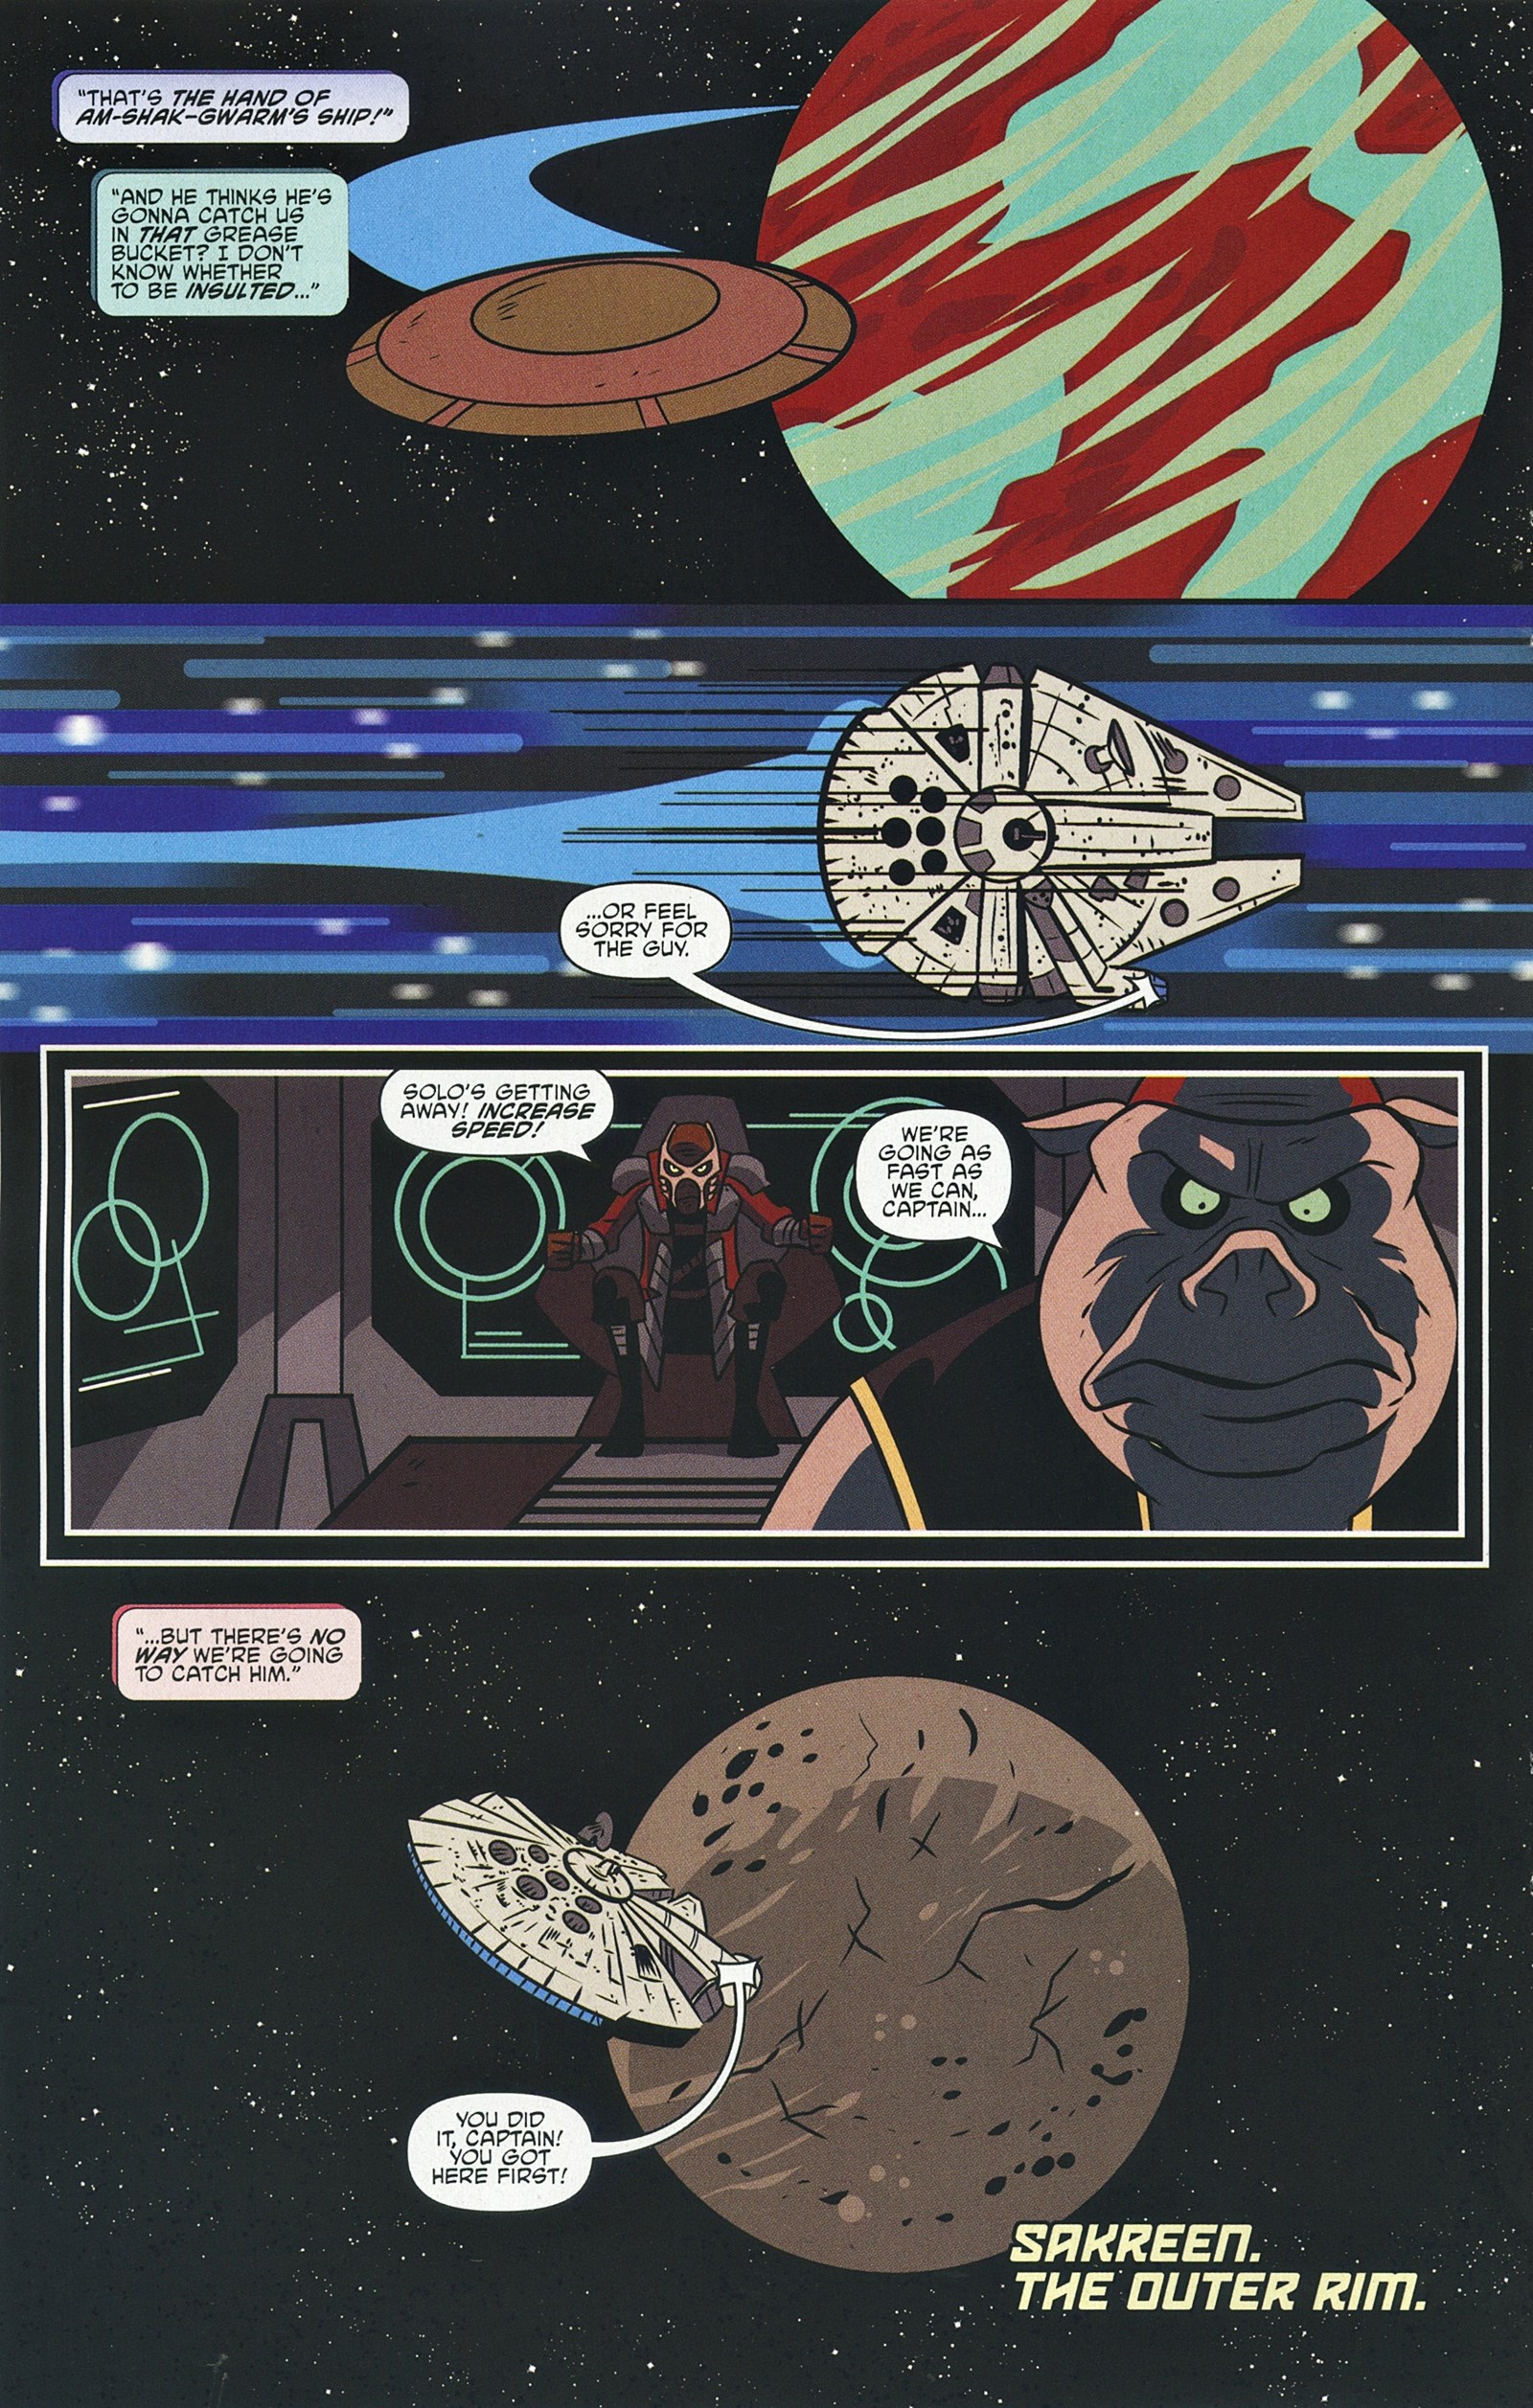 "THAT'S THE HAND OF
AM-SHAK-GWARM'S SHIP!"
"AND HE THINKS HE'S
GONNA CATCH US
IN THAT GREASE
BUCKET? I DON'T
KNOW WHETHER
TO BE INSULTED..."
...OR FEEL
SORRY FOR
THE GUY.
SOLO'S GETTING
AWAY! INCREASE
SPEED!
WE'RE
GOING AS
FAST AS
WE CAN,
CAPTAIN...
"...BUT THERE'S NO
WAY WE'RE GOING
TO CATCH HIM."
YOU DID
IT, CAPTAIN!
YOU GOT
HERE FIRST!
SAKREEN.
THE OUTER RIM.